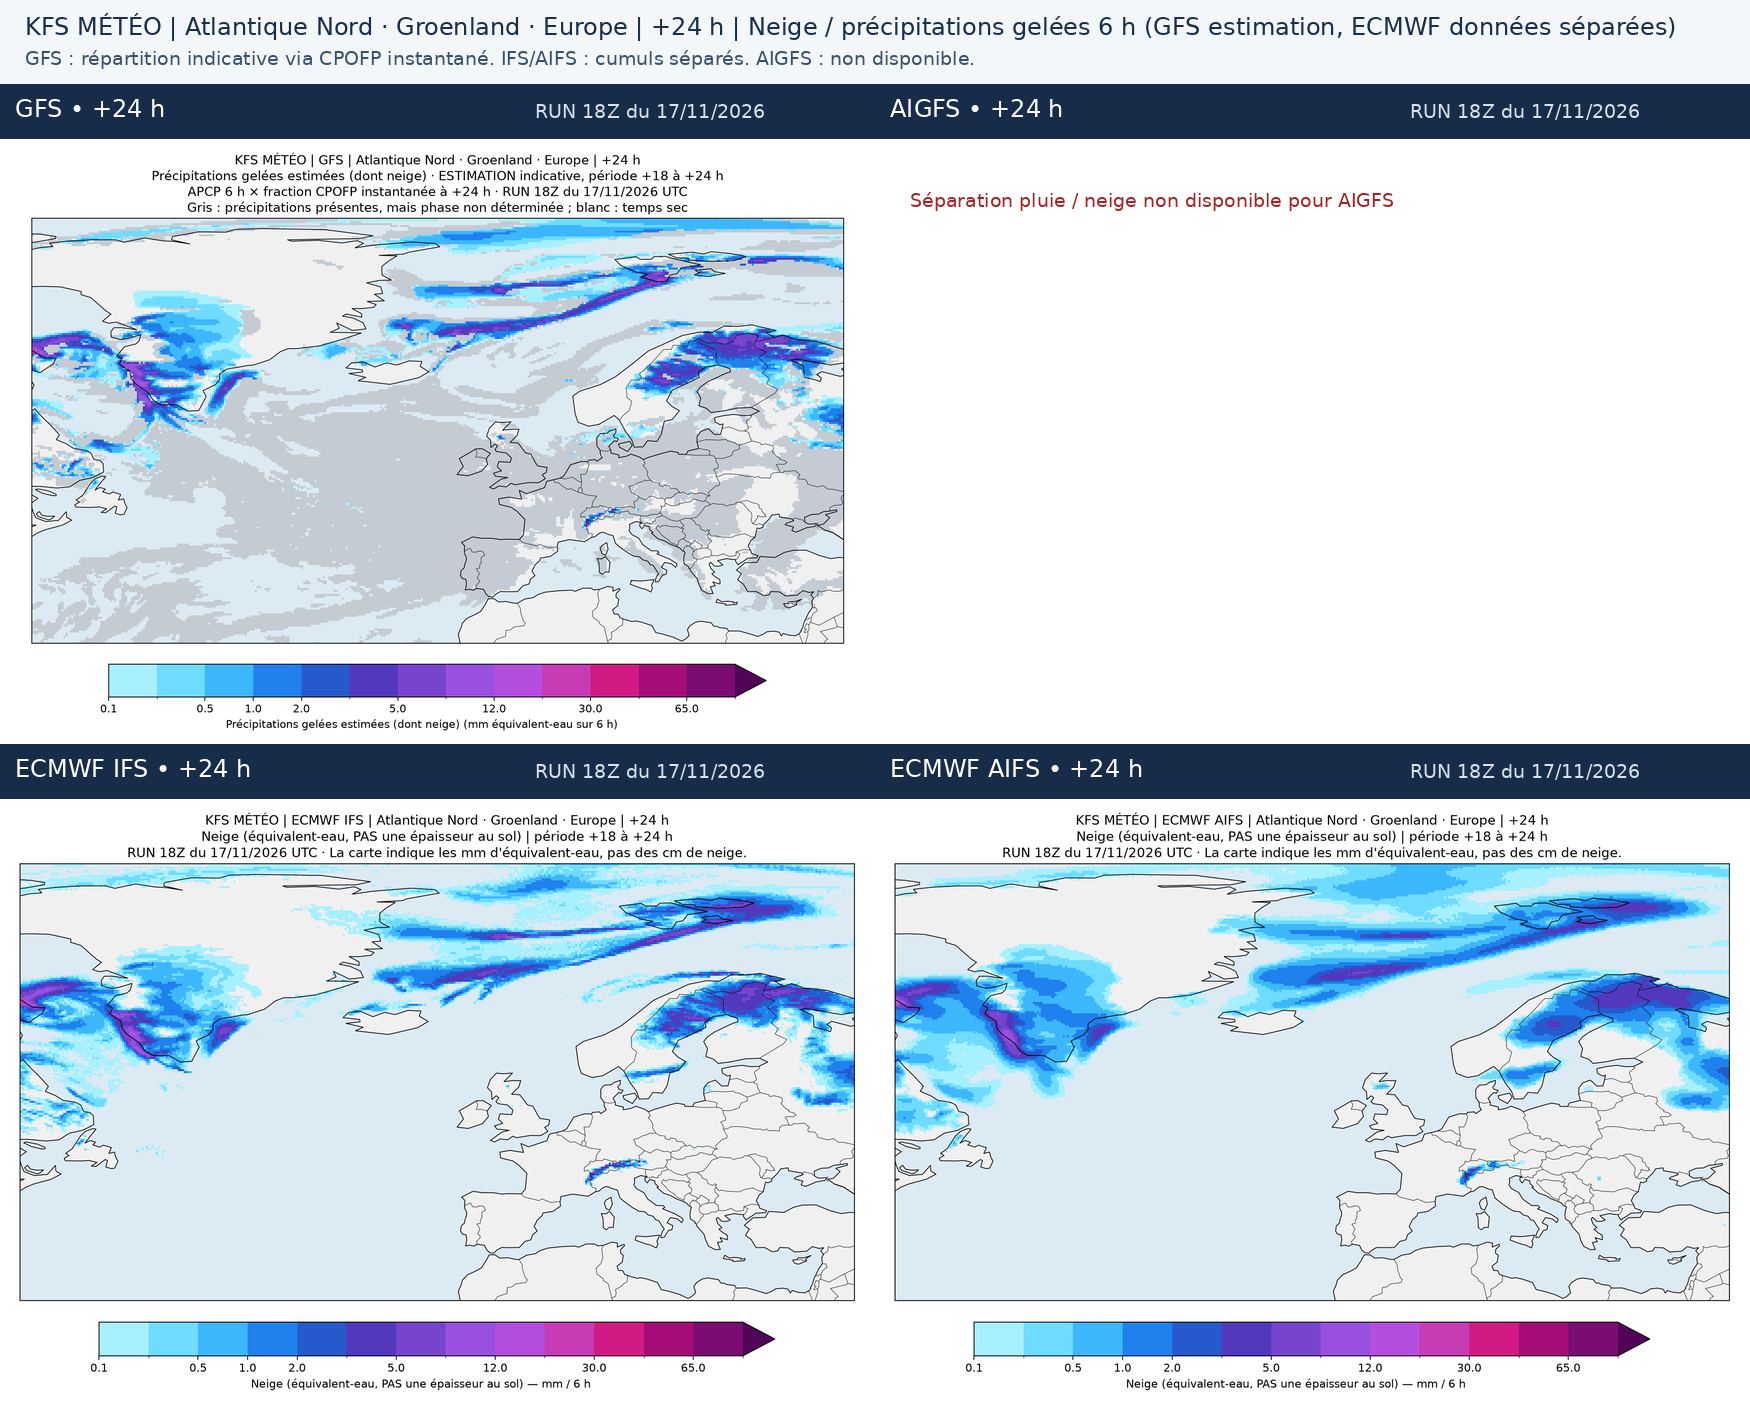 KFS MÉTÉO | Atlantique Nord · Groenland · Europe | +24 h | Neige / précipitations gelées 6 h (GFS estimation, ECMWF données séparées)
GFS : répartition indicative via CPOFP instantané. IFS/AIFS : cumuls séparés. AIGFS : non disponible.
GFS • +24 h
RUN 18Z du 17/11/2026
AIGFS • +24 h
RUN 18Z du 17/11/2026
KFS MÉTÉO | GFS | Atlantique Nord · Groenland · Europe | +24 h
Précipitations gelées estimées (dont neige) · ESTIMATION indicative, période +18 à +24 h
APCP 6 h × fraction CPOFP instantanée à +24 h · RUN 18Z du 17/11/2026 UTC
Gris : précipitations présentes, mais phase non déterminée ; blanc : temps sec
Séparation pluie / neige non disponible pour AIGFS
0.1 0.5 1.0 2.0 5.0 12.0 30.0 65.0
Précipitations gelées estimées (dont neige) (mm équivalent-eau sur 6 h)
ECMWF IFS • +24 h
RUN 18Z du 17/11/2026
ECMWF AIFS • +24 h
RUN 18Z du 17/11/2026
KFS MÉTÉO | ECMWF IFS | Atlantique Nord · Groenland · Europe | +24 h
Neige (équivalent-eau, PAS une épaisseur au sol) | période +18 à +24 h
RUN 18Z du 17/11/2026 UTC · La carte indique les mm d'équivalent-eau, pas des cm de neige.
0.1 0.5 1.0 2.0 5.0 12.0 30.0 65.0
Neige (équivalent-eau, PAS une épaisseur au sol) — mm / 6 h
KFS MÉTÉO | ECMWF AIFS | Atlantique Nord · Groenland · Europe | +24 h
Neige (équivalent-eau, PAS une épaisseur au sol) | période +18 à +24 h
RUN 18Z du 17/11/2026 UTC · La carte indique les mm d'équivalent-eau, pas des cm de neige.
0.1 0.5 1.0 2.0 5.0 12.0 30.0 65.0
Neige (équivalent-eau, PAS une épaisseur au sol) — mm / 6 h